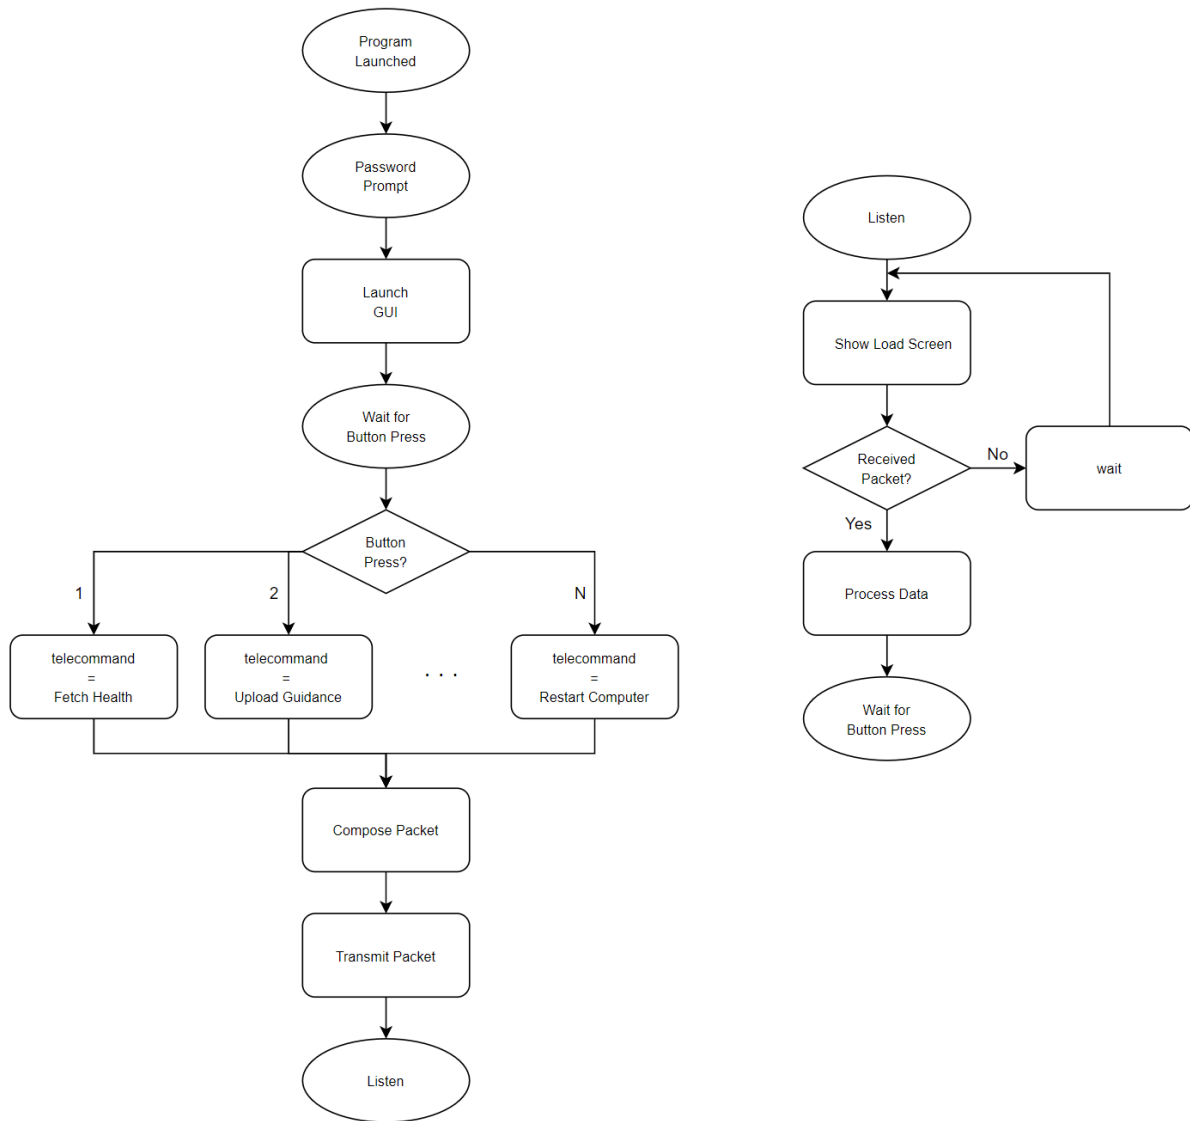 Program
Launched
Password
Prompt
Launch
GUI
Wait for
Button Press
Button
Press?
1
2
N
telecommand
=
Fetch Health
telecommand
=
Upload Guidance
. . .
telecommand
=
Restart Computer
Compose Packet
Transmit Packet
Listen
Listen
Show Load Screen
Received
Packet?
No
wait
Yes
Process Data
Wait for
Button Press